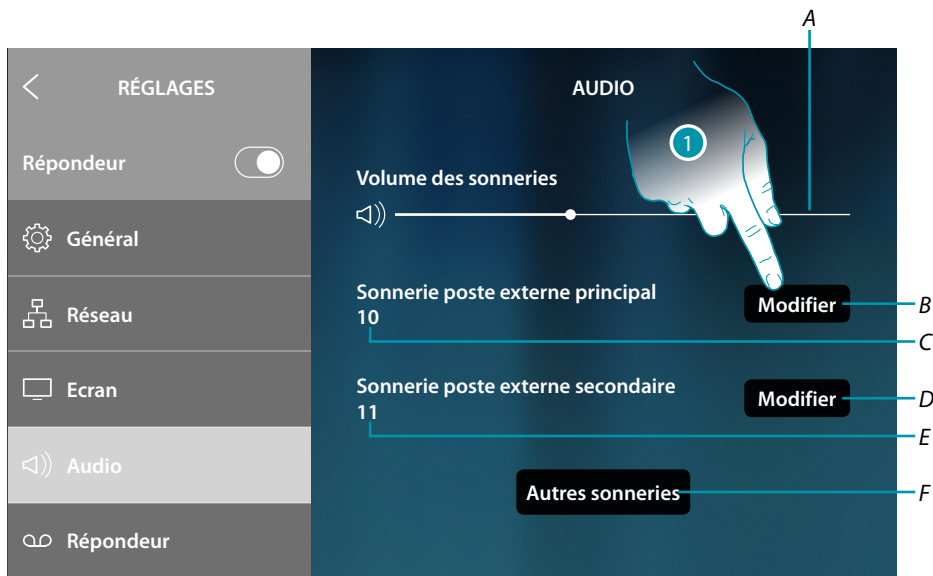 A
RÉGLAGES
AUDIO
Répondeur
1
Volume des sonneries
Général
Sonnerie poste externe principal
Modifier
B
10
Réseau
C
Sonnerie poste externe secondaire
Modifier
D
11
Ecran
E
Audio
Autres sonneries
F
Répondeur